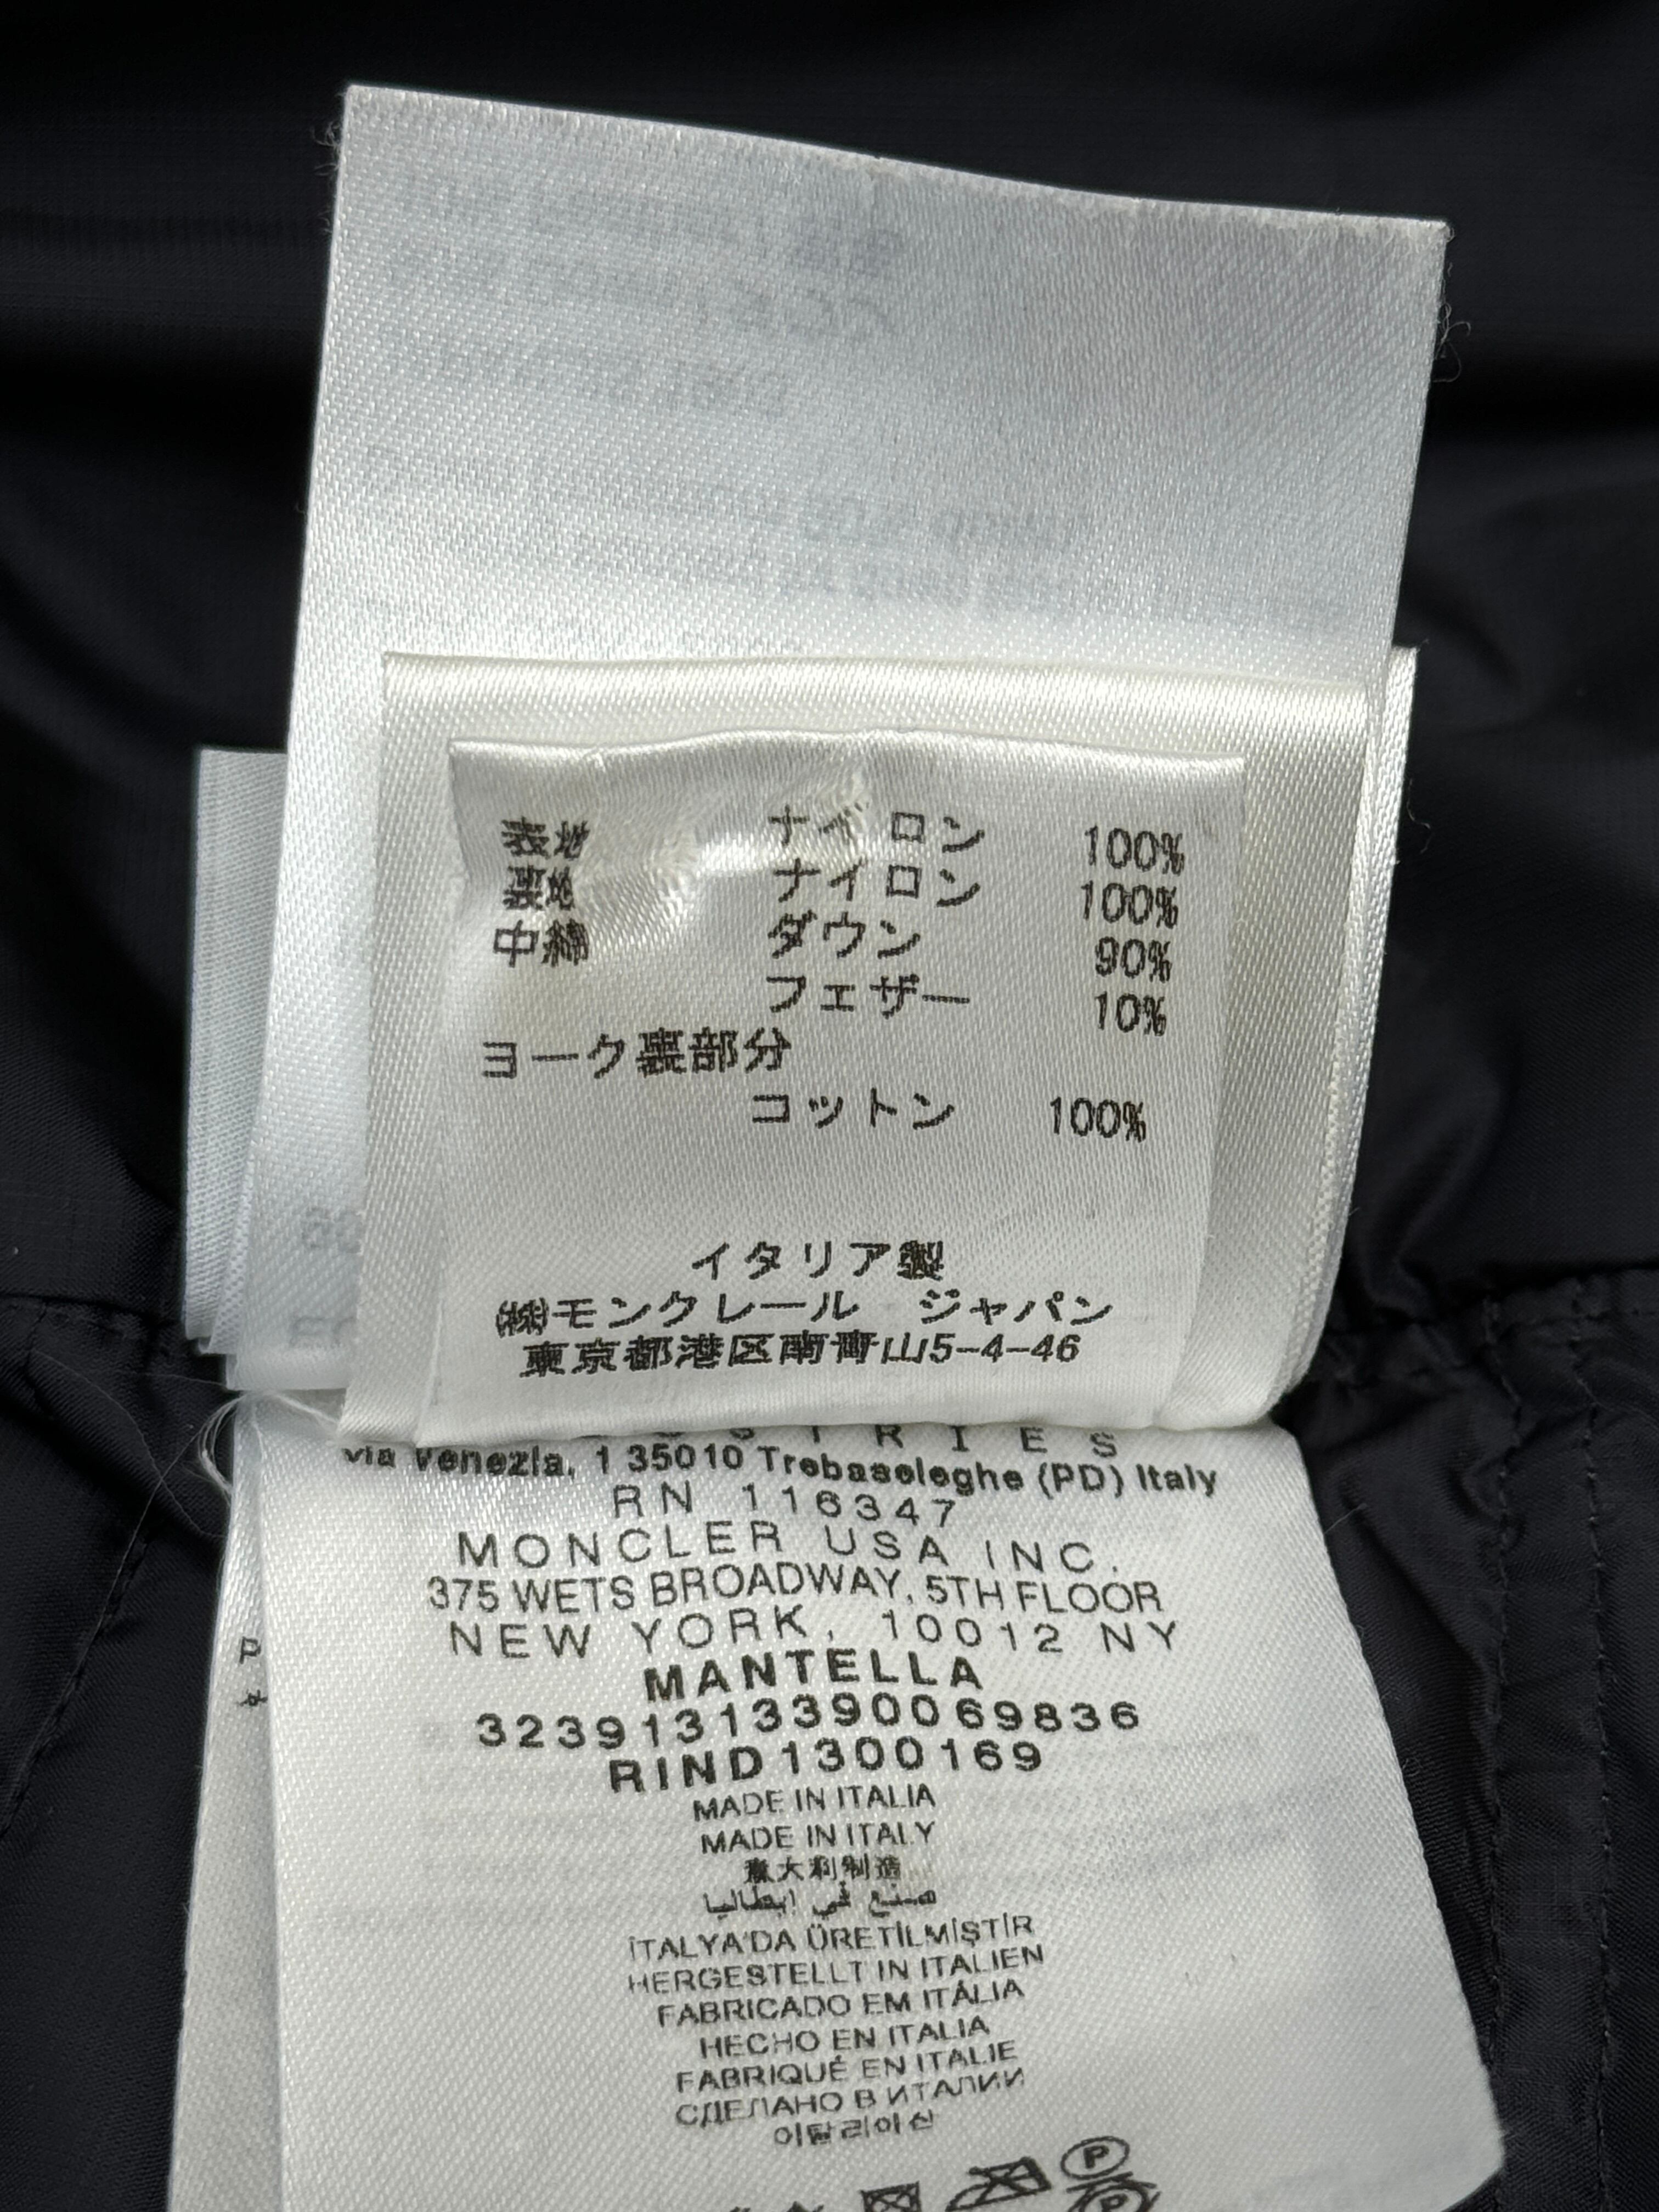 表地 ナイロン 100%
裏地 ナイロン 100%
中綿 ダウン 90%
フェザー 10%
ヨーク裏部分
コットン 100%
イタリア製
㈱モンクレール ジャパン
東京都港区南青山5-4-46
STRIES
via Venezia, 1 35010 Trebaseleghe (PD) Italy
RN 116347
MONCLER USA INC.
375 WETS BROADWAY, 5TH FLOOR
NEW YORK, 10012 NY
MANTELLA
32391313390069836
RIND1300169
MADE IN ITALIA
MADE IN ITALY
意大利制造
صنع في إيطاليا
İTALYA'DA ÜRETİLMİŞTİR
HERGESTELLT IN ITALIEN
FABRICADO EM ITÁLIA
HECHO EN ITALIA
FABRIQUÉ EN ITALIE
СДЕЛАНО В ИТАЛИИ
이탈리아산
P
P
P